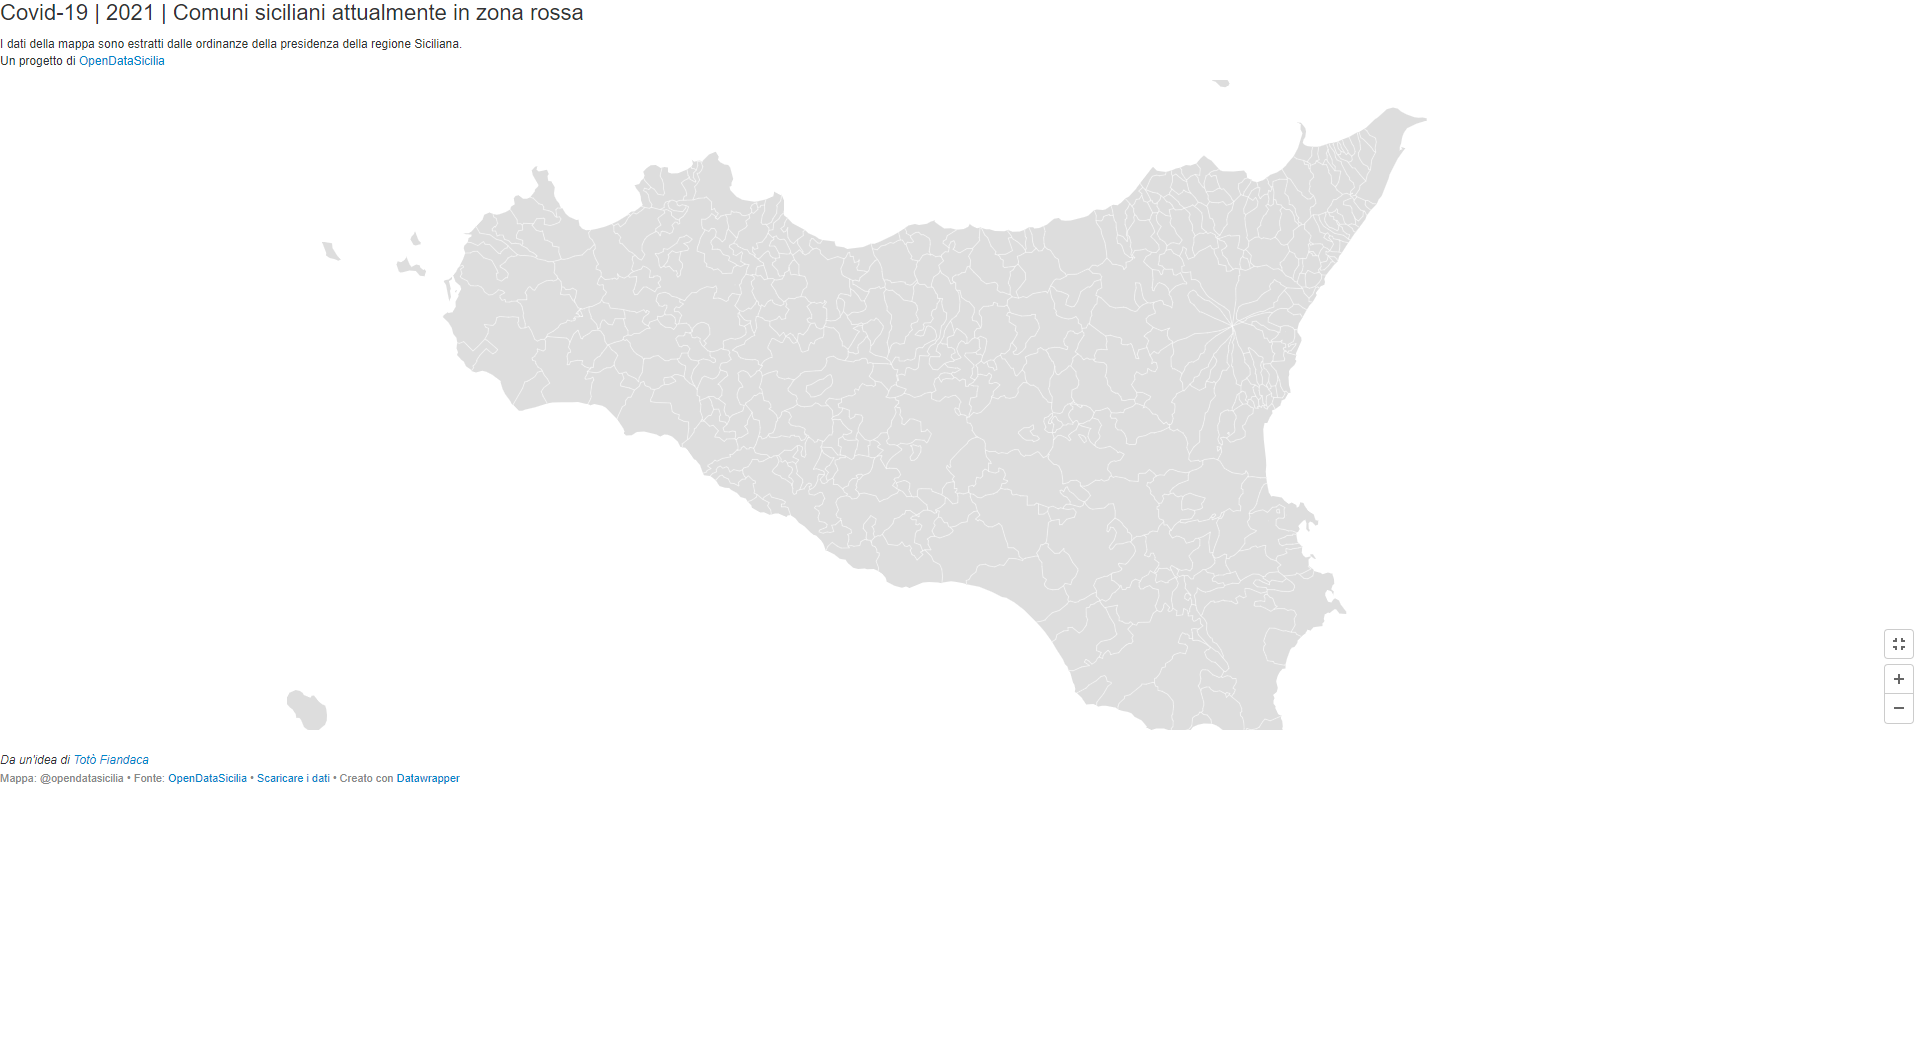 Covid-19 | 2021 | Comuni siciliani attualmente in zona rossa
I dati della mappa sono estratti dalle ordinanze della presidenza della regione Siciliana.
Un progetto di OpenDataSicilia
+
−
Da un'idea di Totò Fiandaca
Mappa: @opendatasicilia • Fonte: OpenDataSicilia • Scaricare i dati • Creato con Datawrapper